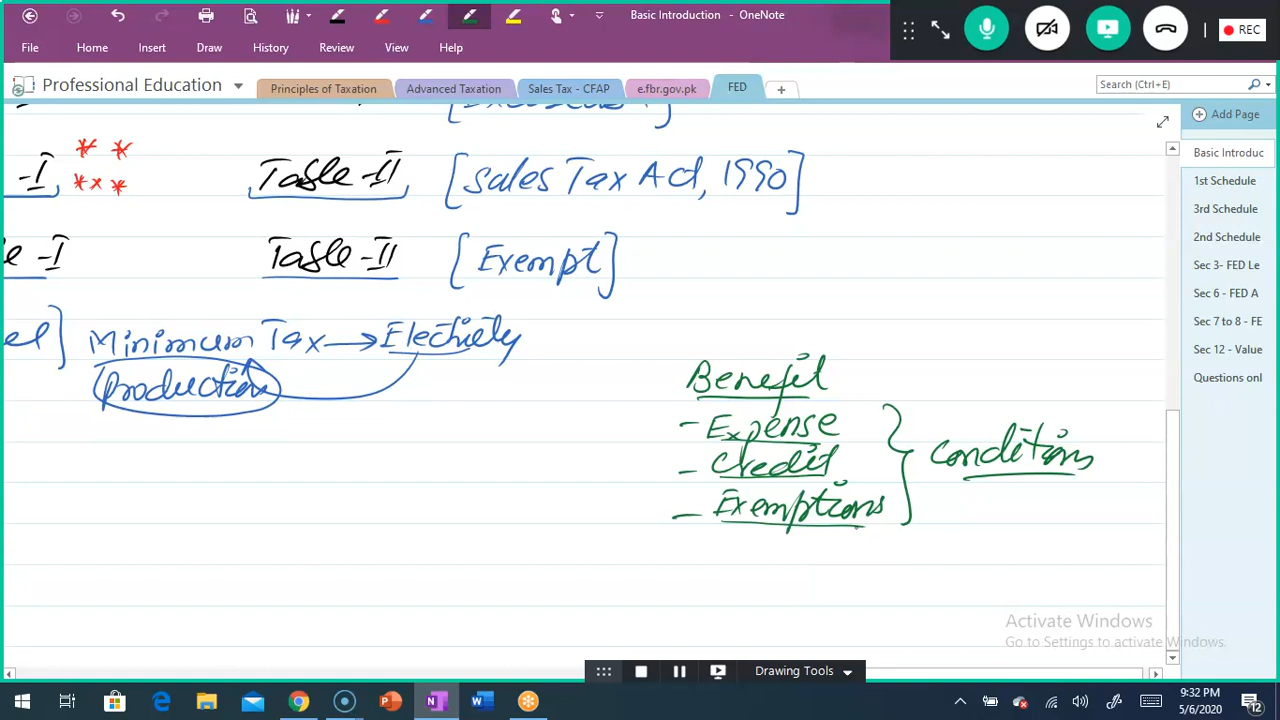 Basic Introduction - OneNote
REC
File Home Insert Draw History Review View Help
Professional Education
Principles of Taxation Advanced Taxation Sales Tax - CFAP e.fbr.gov.pk FED
Search (Ctrl+E)
Add Page
Basic Introduc
1st Schedule
3rd Schedule
2nd Schedule
Sec 3- FED Le
Sec 6 - FED A
Sec 7 to 8 - FE
Sec 12 - Value
Questions onl
-I Table-II [Sales Tax Act, 1990]
le-I Table-II [Exempt]
Minimum Tax → Electricity
Production
Benefit
- Expense
- Credit
- Exemptions
Conditions
Activate Windows
Go to Settings to activate Windows.
Drawing Tools
9:32 PM
5/6/2020
12